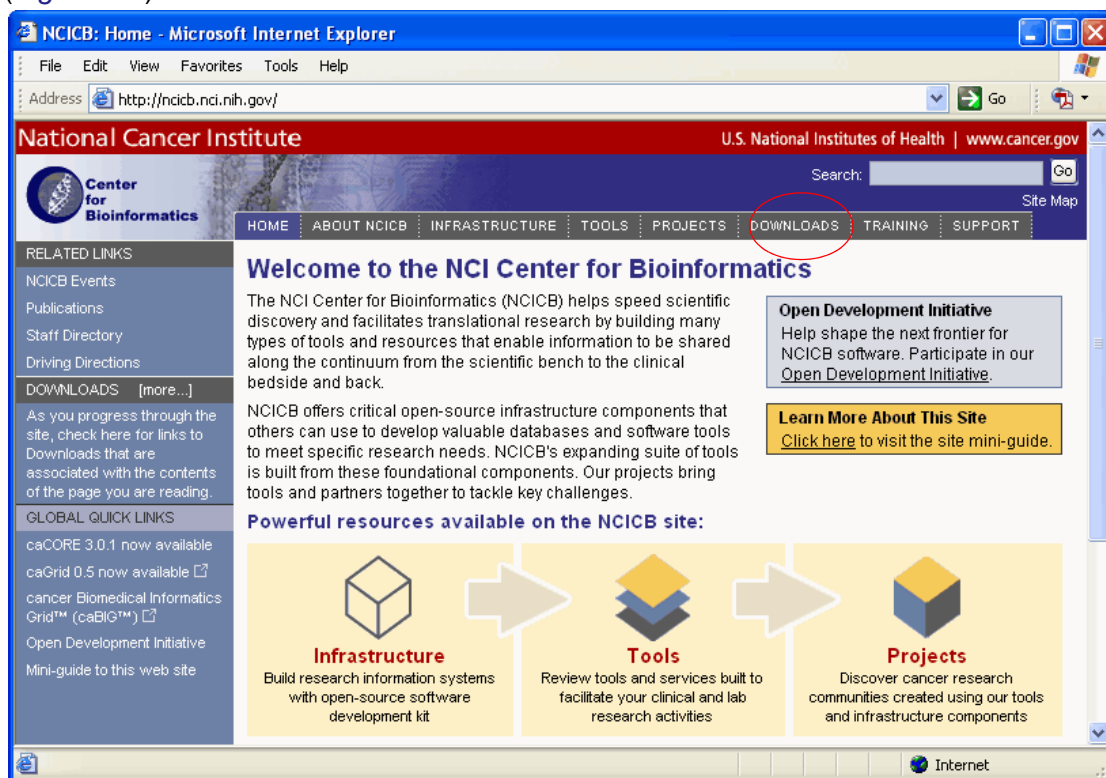 NCICB: Home - Microsoft Internet Explorer
File Edit View Favorites Tools Help
Address http://ncicb.nci.nih.gov/ Go
National Cancer Institute U.S. National Institutes of Health | www.cancer.gov
Center
for
Bioinformatics
Search: Go
Site Map
HOME ABOUT NCICB INFRASTRUCTURE TOOLS PROJECTS DOWNLOADS TRAINING SUPPORT
RELATED LINKS
NCICB Events
Publications
Staff Directory
Driving Directions
DOWNLOADS [more...]
As you progress through the
site, check here for links to
Downloads that are
associated with the contents
of the page you are reading.
GLOBAL QUICK LINKS
caCORE 3.0.1 now available
caGrid 0.5 now available
cancer Biomedical Informatics
Grid™ (caBIG™)
Open Development Initiative
Mini-guide to this web site
Welcome to the NCI Center for Bioinformatics
The NCI Center for Bioinformatics (NCICB) helps speed scientific
discovery and facilitates translational research by building many
types of tools and resources that enable information to be shared
along the continuum from the scientific bench to the clinical
bedside and back.
NCICB offers critical open-source infrastructure components that
others can use to develop valuable databases and software tools
to meet specific research needs. NCICB's expanding suite of tools
is built from these foundational components. Our projects bring
tools and partners together to tackle key challenges.
Open Development Initiative
Help shape the next frontier for
NCICB software. Participate in our
Open Development Initiative.
Learn More About This Site
Click here to visit the site mini-guide.
Powerful resources available on the NCICB site:
Infrastructure
Build research information systems
with open-source software
development kit
Tools
Review tools and services built to
facilitate your clinical and lab
research activities
Projects
Discover cancer research
communities created using our tools
and infrastructure components
Internet